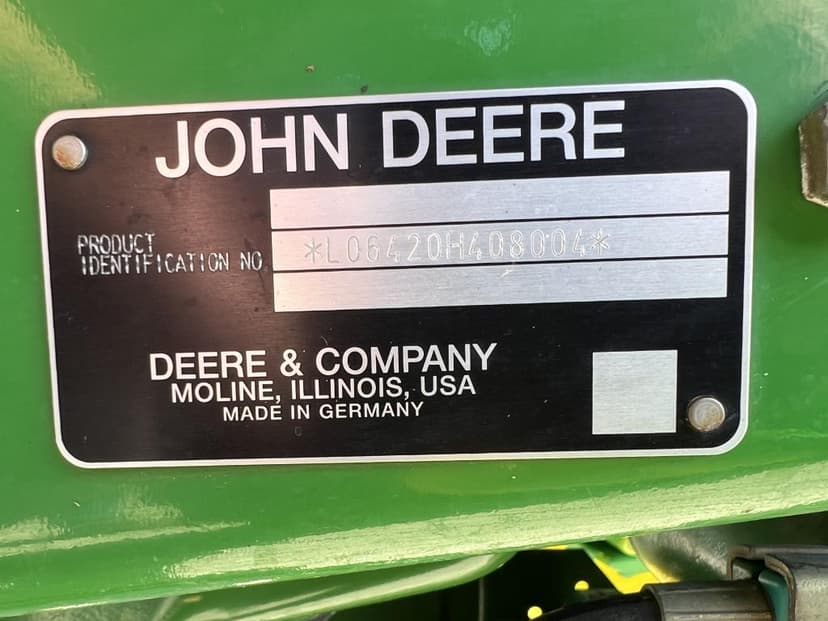 JOHN DEERE
PRODUCT
IDENTIFICATION NO.
*L06420H408004*
DEERE & COMPANY
MOLINE, ILLINOIS, USA
MADE IN GERMANY